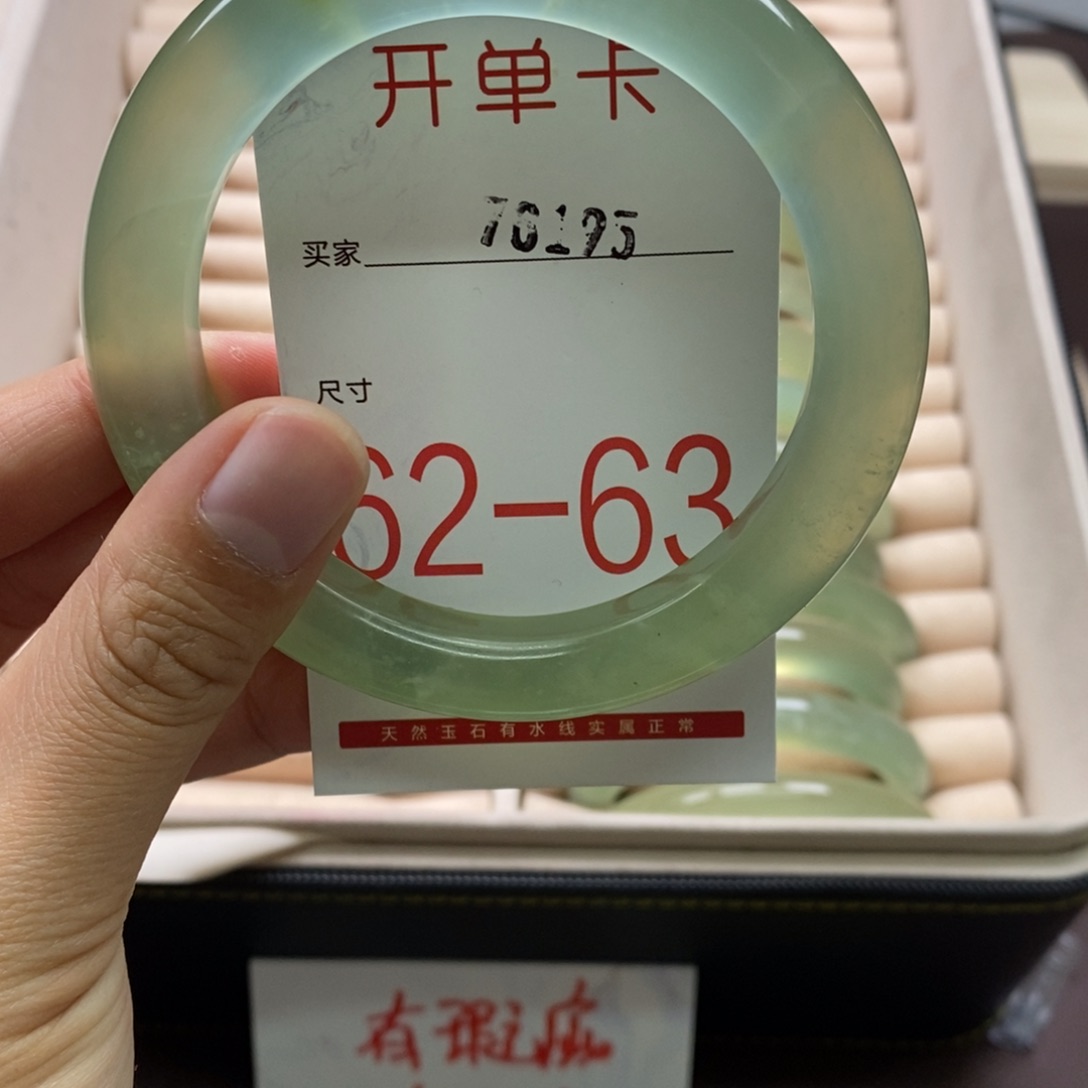 开单卡
买家 76195
尺寸
62-63
天然玉石有水线实属正常
有瑕疵